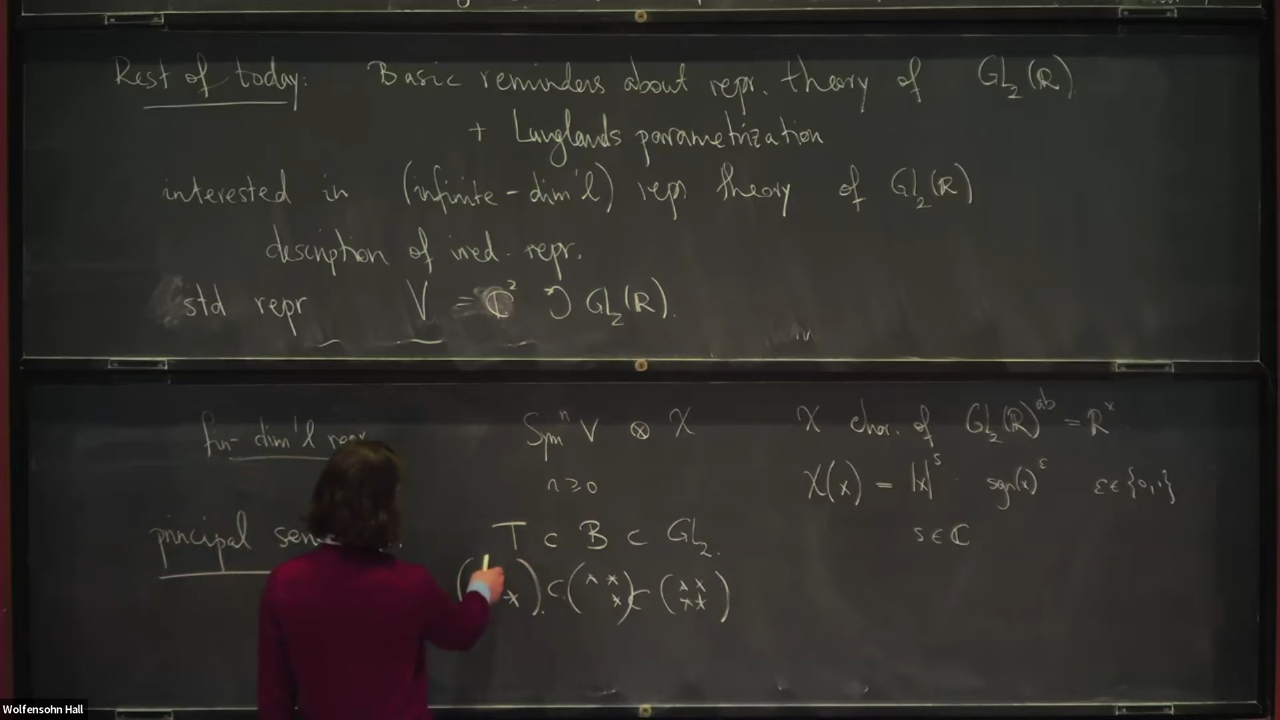 Rest of today: Basic reminders about repr. theory of GL₂(ℝ)
+ Langlands parametrization
interested in (infinite-dim'l) repr theory of GL₂(ℝ)
description of irred. repr.
std repr V = ℂ² ↻ GL₂(ℝ).
fin-dim'l repr Symⁿ V ⊗ χ χ char. of GL₂(ℝ)^ab = ℝ^×
n ≥ 0 χ(x) = |x|^s · sgn(x)^ε ε∈{0,1}
principal T ⊂ B ⊂ GL₂. s ∈ ℂ
( * ) ⊂ ( * * * ) ⊂ ( * * * * )
Wolfensohn Hall